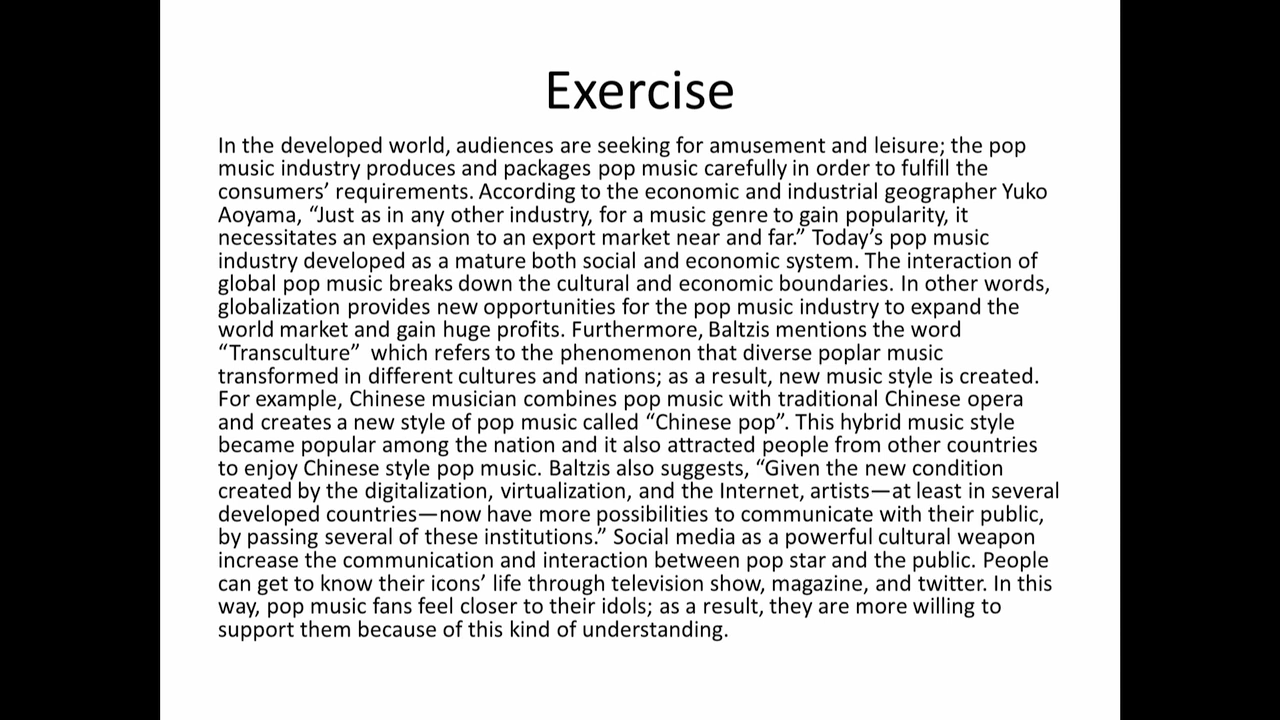 Exercise
In the developed world, audiences are seeking for amusement and leisure; the pop
music industry produces and packages pop music carefully in order to fulfill the
consumers’ requirements. According to the economic and industrial geographer Yuko
Aoyama, “Just as in any other industry, for a music genre to gain popularity, it
necessitates an expansion to an export market near and far.” Today’s pop music
industry developed as a mature both social and economic system. The interaction of
global pop music breaks down the cultural and economic boundaries. In other words,
globalization provides new opportunities for the pop music industry to expand the
world market and gain huge profits. Furthermore, Baltzis mentions the word
“Transculture”  which refers to the phenomenon that diverse poplar music
transformed in different cultures and nations; as a result, new music style is created.
For example, Chinese musician combines pop music with traditional Chinese opera
and creates a new style of pop music called “Chinese pop”. This hybrid music style
became popular among the nation and it also attracted people from other countries
to enjoy Chinese style pop music. Baltzis also suggests, “Given the new condition
created by the digitalization, virtualization, and the Internet, artists—at least in several
developed countries—now have more possibilities to communicate with their public,
by passing several of these institutions.” Social media as a powerful cultural weapon
increase the communication and interaction between pop star and the public. People
can get to know their icons’ life through television show, magazine, and twitter. In this
way, pop music fans feel closer to their idols; as a result, they are more willing to
support them because of this kind of understanding.